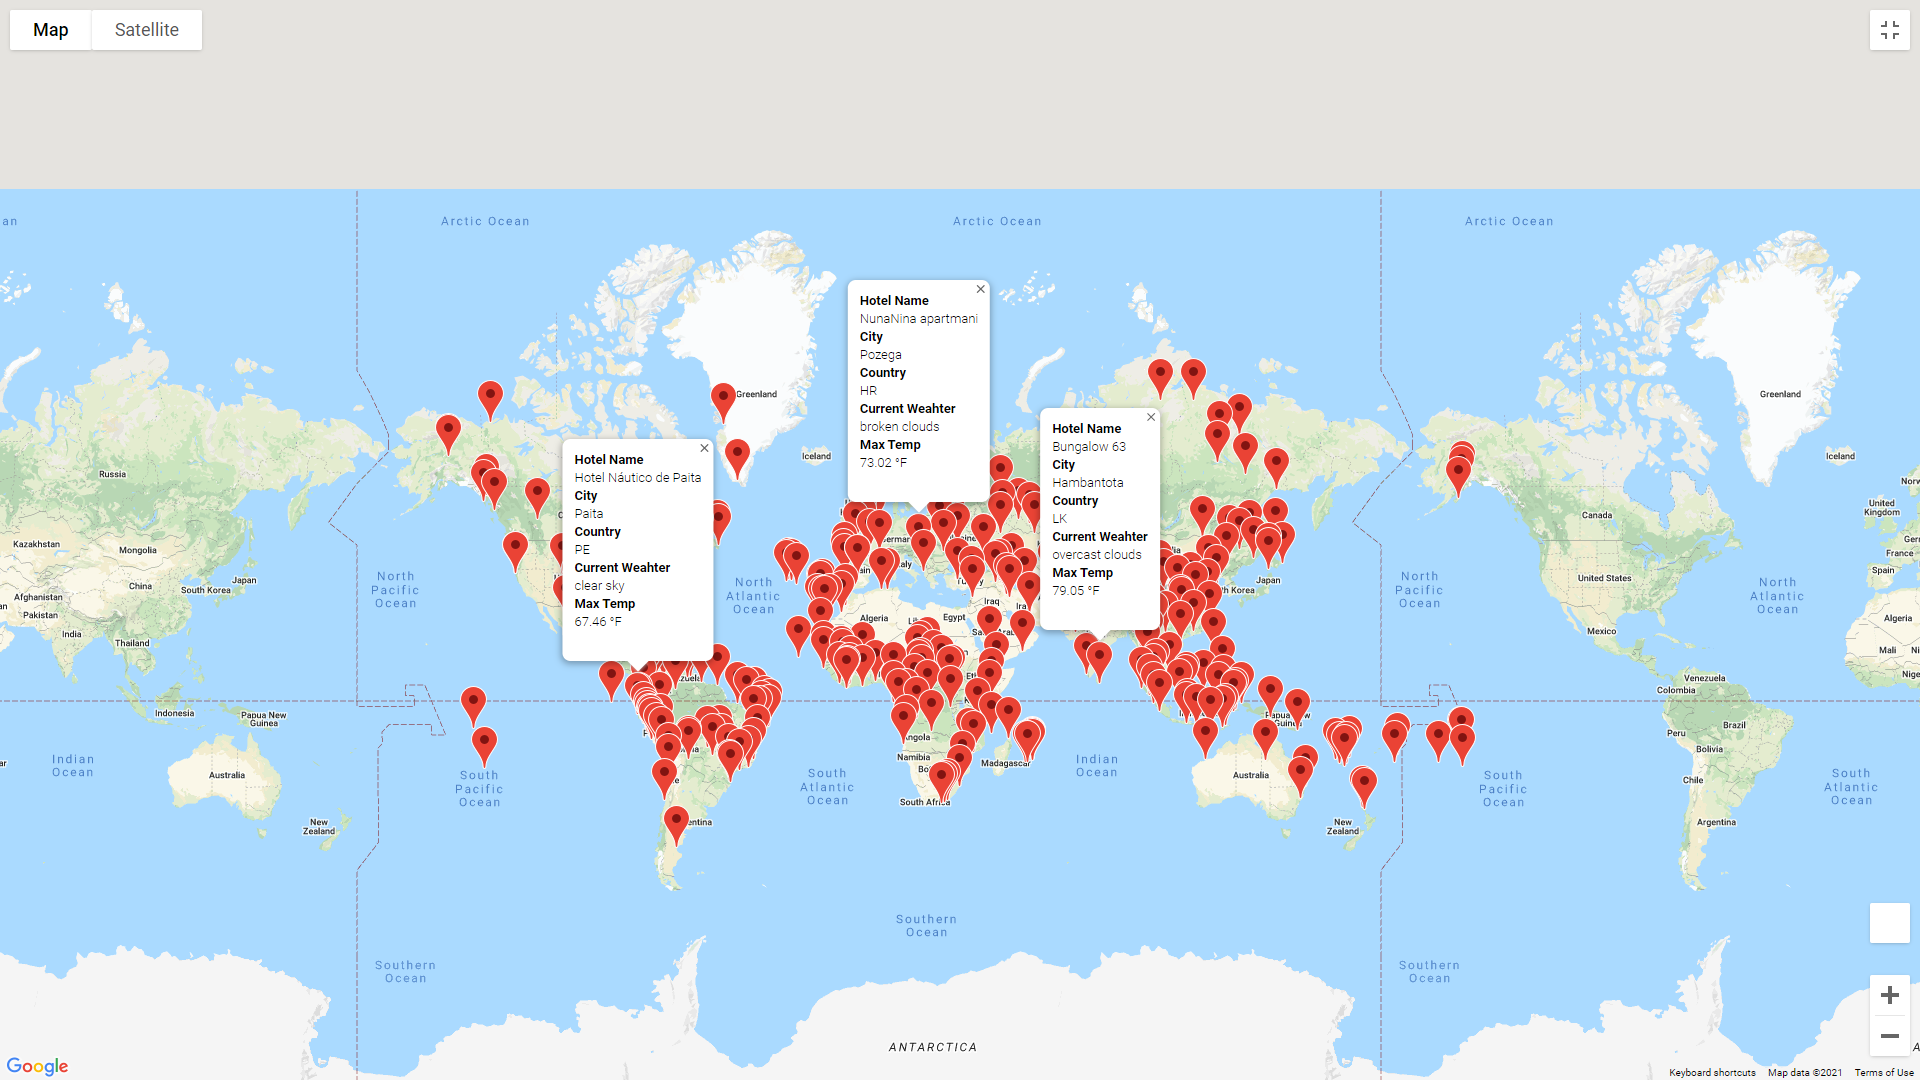 Map
Satellite
an
Arctic Ocean
Arctic Ocean
Arctic Ocean
Hotel Name
NunaNina apartmani
City
Pozega
Country
HR
Current Weahter
broken clouds
Max Temp
73.02 °F
Hotel Name
Bungalow 63
City
Hambantota
Country
LK
Current Weahter
overcast clouds
Max Temp
79.05 °F
Hotel Name
Hotel Náutico de Paita
City
Paita
Country
PE
Current Weahter
clear sky
Max Temp
67.46 °F
Greenland
Greenland
Iceland
Iceland
Russia
Canada
United
Kingdom
Kazakhstan
Mongolia
China
Japan
South Korea
Afghanistan
Pakistan
India
Thailand
North
Pacific
Ocean
North
Atlantic
Ocean
Algeria
Egypt
Iraq
Japan
North
Pacific
Ocean
United States
Mexico
North
Atlantic
Ocean
France
Spain
Algeria
Mali
Indonesia
Papua New
Guinea
Angola
Namibia
Madagascar
South Africa
Venezuela
Colombia
Peru
Brazil
Bolivia
Chile
Argentina
Indian
Ocean
Australia
South
Pacific
Ocean
South
Atlantic
Ocean
Indian
Ocean
Australia
South
Pacific
Ocean
South
Atlantic
Ocean
New
Zealand
New
Zealand
Southern
Ocean
Southern
Ocean
Southern
Ocean
ANTARCTICA
Google
Keyboard shortcuts
Map data ©2021
Terms of Use